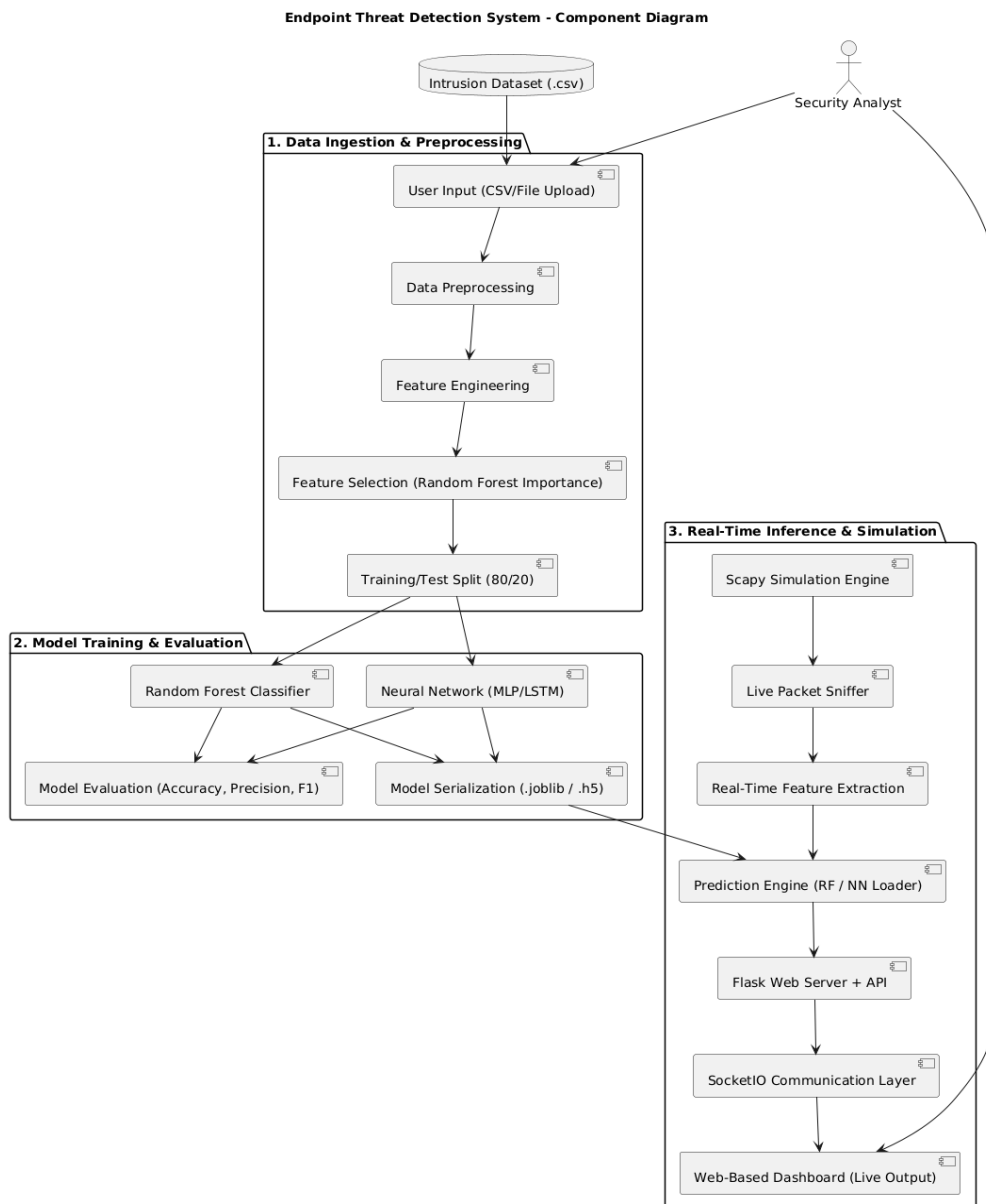 Endpoint Threat Detection System - Component Diagram
Intrusion Dataset (.csv)
Security Analyst
1. Data Ingestion & Preprocessing
User Input (CSV/File Upload)
Data Preprocessing
Feature Engineering
Feature Selection (Random Forest Importance)
Training/Test Split (80/20)
2. Model Training & Evaluation
Random Forest Classifier
Neural Network (MLP/LSTM)
Model Evaluation (Accuracy, Precision, F1)
Model Serialization (.joblib / .h5)
3. Real-Time Inference & Simulation
Scapy Simulation Engine
Live Packet Sniffer
Real-Time Feature Extraction
Prediction Engine (RF / NN Loader)
Flask Web Server + API
SocketIO Communication Layer
Web-Based Dashboard (Live Output)